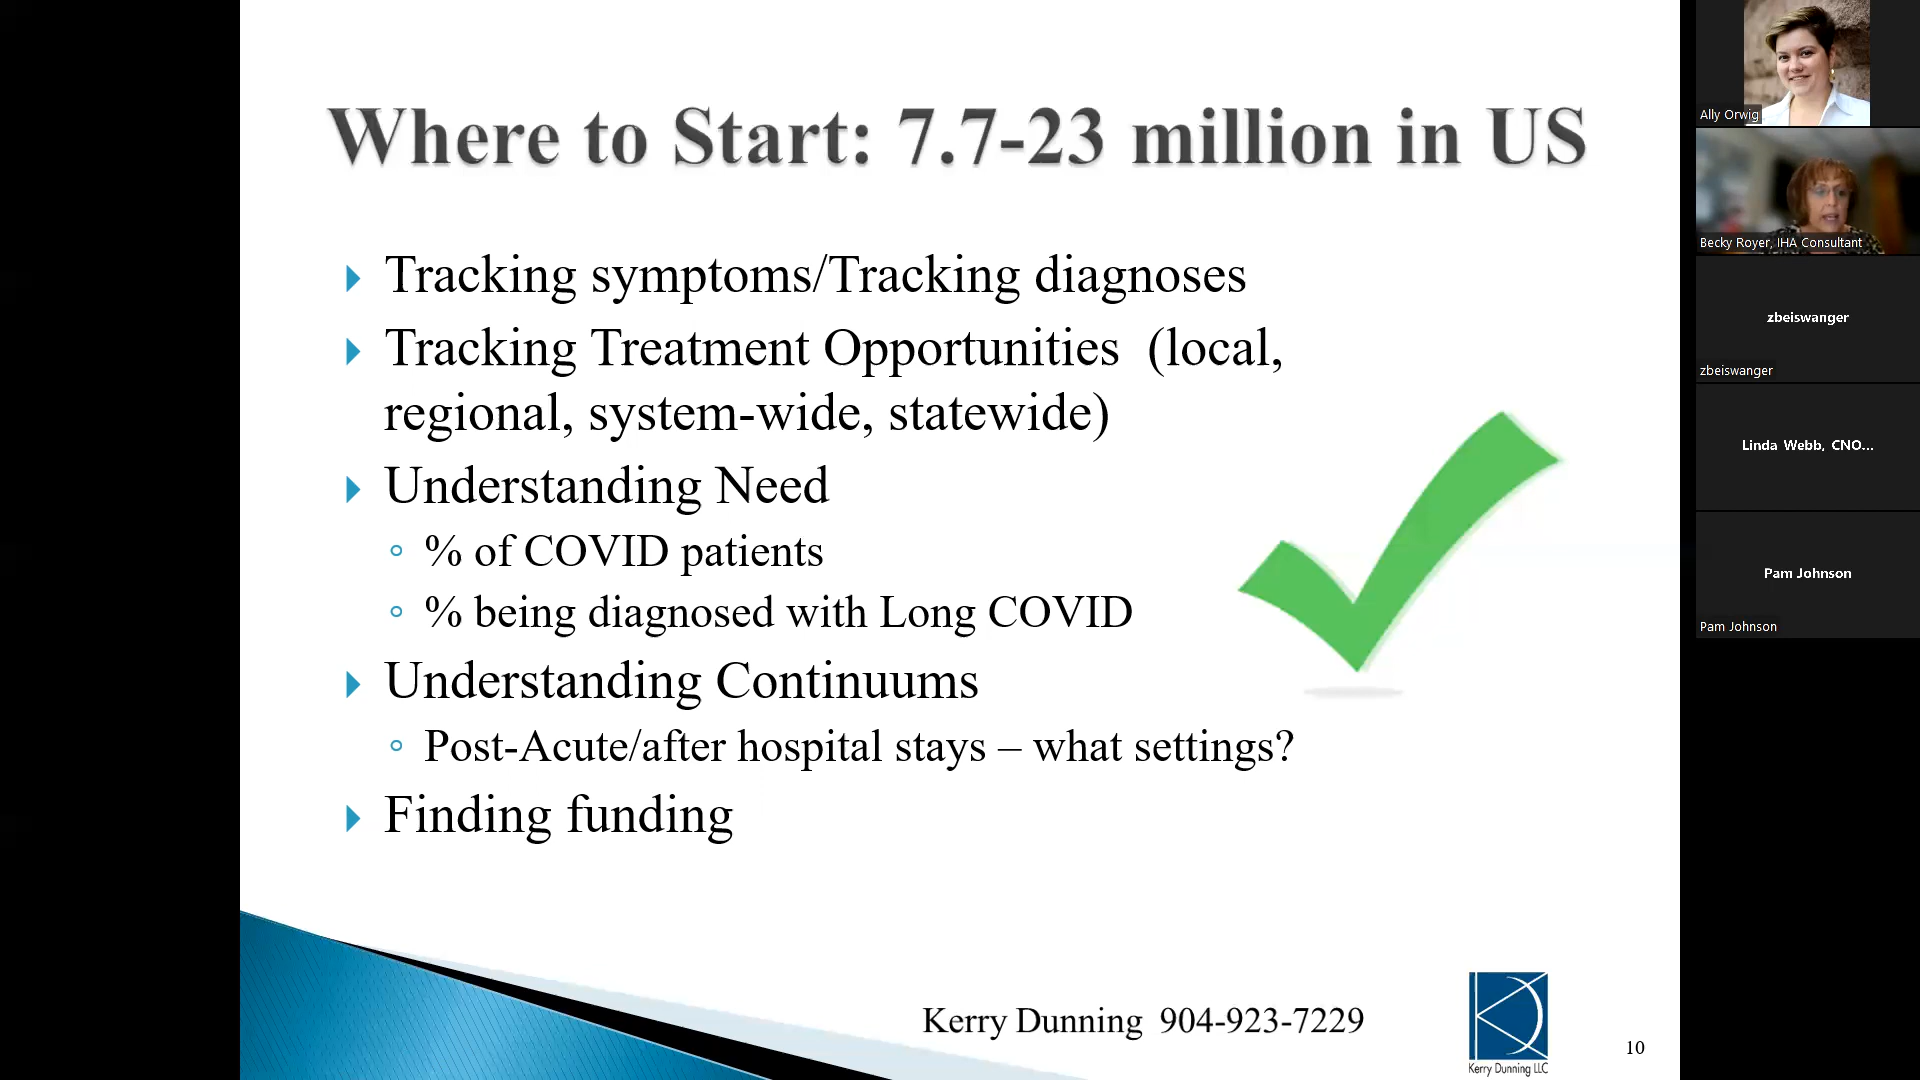 Where to Start: 7.7-23 million in US
Tracking symptoms/Tracking diagnoses
Tracking Treatment Opportunities (local,
regional, system-wide, statewide)
Understanding Need
% of COVID patients
% being diagnosed with Long COVID
Understanding Continuums
Post-Acute/after hospital stays – what settings?
Finding funding
Kerry Dunning 904-923-7229
Kerry Dunning LLC
10
Ally Orwig
Becky Royer, IHA Consultant
zbeiswanger
zbeiswanger
Linda Webb, CNO...
Pam Johnson
Pam Johnson